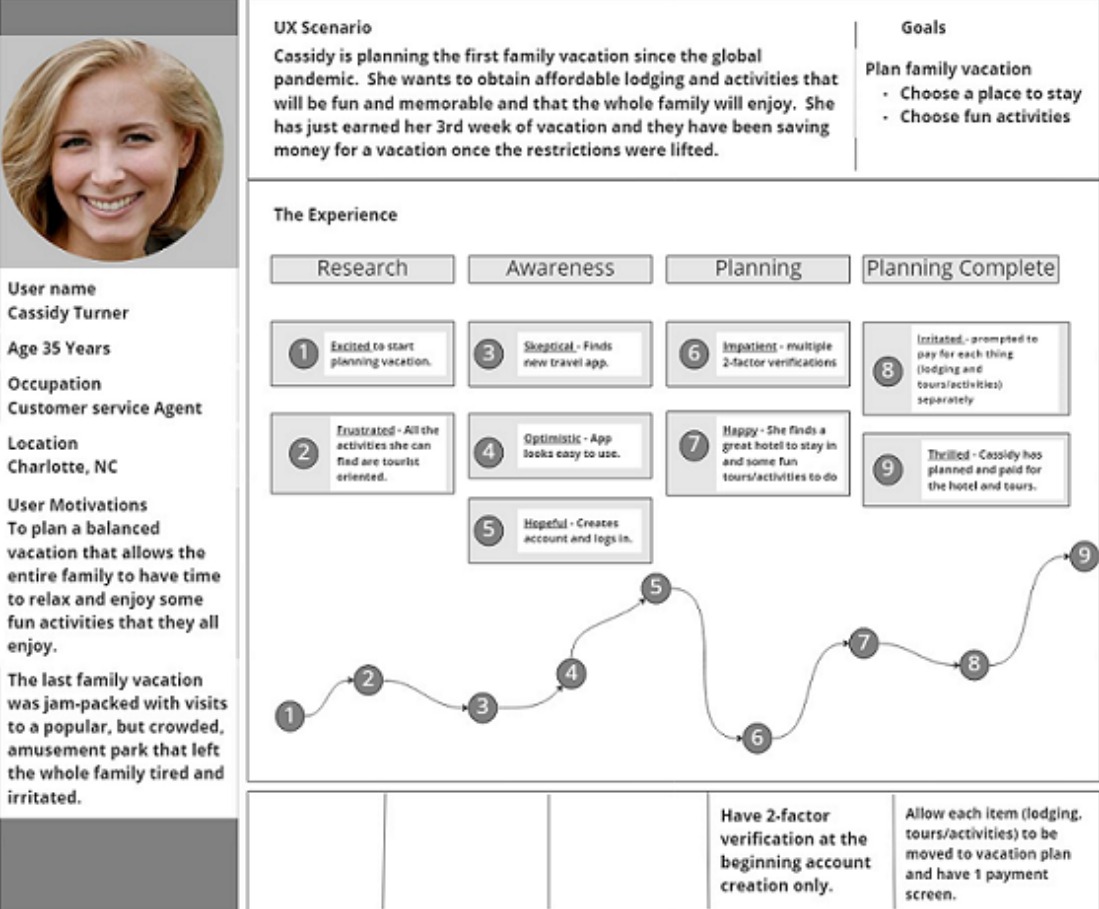 User name
Cassidy Turner
Age 35 Years
Occupation
Customer service Agent
Location
Charlotte, NC
User Motivations
To plan a balanced
vacation that allows the
entire family to have time
to relax and enjoy some
fun activities that they all
enjoy.
The last family vacation
was jam-packed with visits
to a popular, but crowded,
amusement park that left
the whole family tired and
irritated.
UX Scenario
Cassidy is planning the first family vacation since the global
pandemic. She wants to obtain affordable lodging and activities that
will be fun and memorable and that the whole family will enjoy. She
has just earned her 3rd week of vacation and they have been saving
money for a vacation once the restrictions were lifted.
Goals
Plan family vacation
· Choose a place to stay
· Choose fun activities
The Experience
Research
1
Excited to start
planning vacation.
2
Frustrated - All the
activities she can
find are tourist
oriented.
Awareness
3
Skeptical - Finds
new travel app.
4
Optimistic - App
looks easy to use.
5
Hopeful - Creates
account and logs in.
Planning
6
Impatient - multiple
2-factor verifications
7
Happy - She finds a
great hotel to stay in
and some fun
tours/activities to do
Planning Complete
8
Irritated - prompted to
pay for each thing
(lodging and
tours/activities)
separately
9
Thrilled - Cassidy has
planned and paid for
the hotel and tours.
1
2
3
4
5
6
7
8
9
Have 2-factor
verification at the
beginning account
creation only.
Allow each item (lodging,
tours/activities) to be
moved to vacation plan
and have 1 payment
screen.